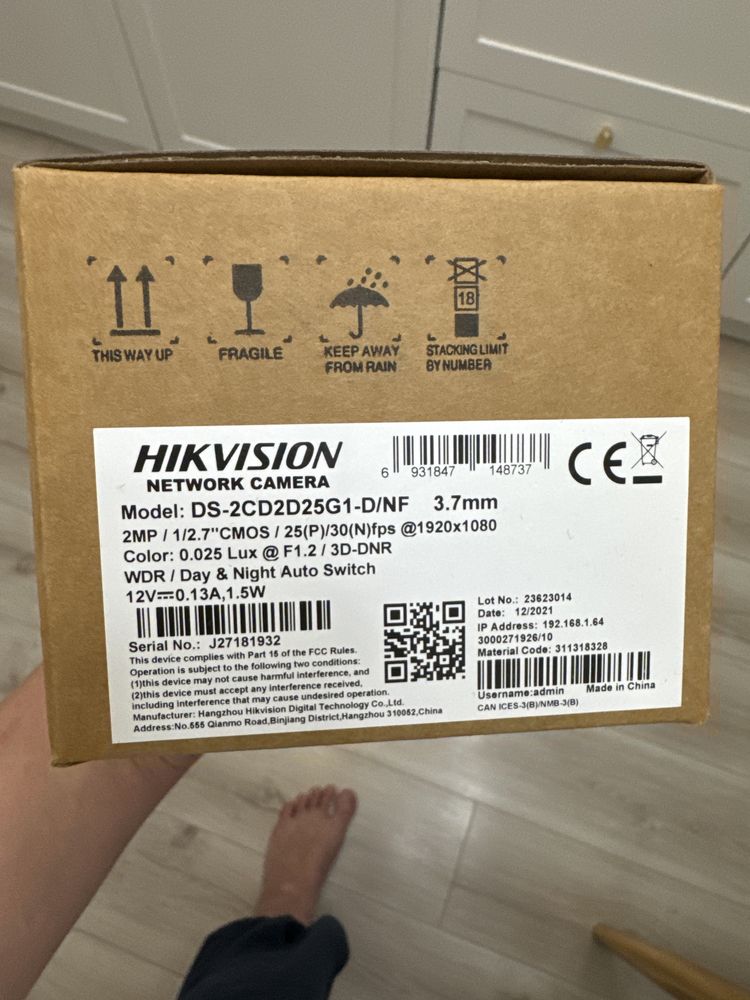 THIS WAY UP
FRAGILE
KEEP AWAY
FROM RAIN
18
STACKING LIMIT
BY NUMBER
HIKVISION
NETWORK CAMERA
6 931847 148737
CE
Model: DS-2CD2D25G1-D/NF 3.7mm
2MP / 1/2.7"CMOS / 25(P)/30(N)fps @1920x1080
Color: 0.025 Lux @ F1.2 / 3D-DNR
WDR / Day & Night Auto Switch
12V⎓0.13A,1.5W
Serial No.: J27181932
This device complies with Part 15 of the FCC Rules.
Operation is subject to the following two conditions:
(1)this device may not cause harmful interference, and
(2)this device must accept any interference received,
including interference that may cause undesired operation.
Manufacturer: Hangzhou Hikvision Digital Technology Co.,Ltd.
Address:No.555 Qianmo Road,Binjiang District,Hangzhou 310052,China
Lot No.: 23623014
Date: 12/2021
IP Address: 192.168.1.64
3000271926/10
Material Code: 311318328
Username:admin Made in China
CAN ICES-3(B)/NMB-3(B)